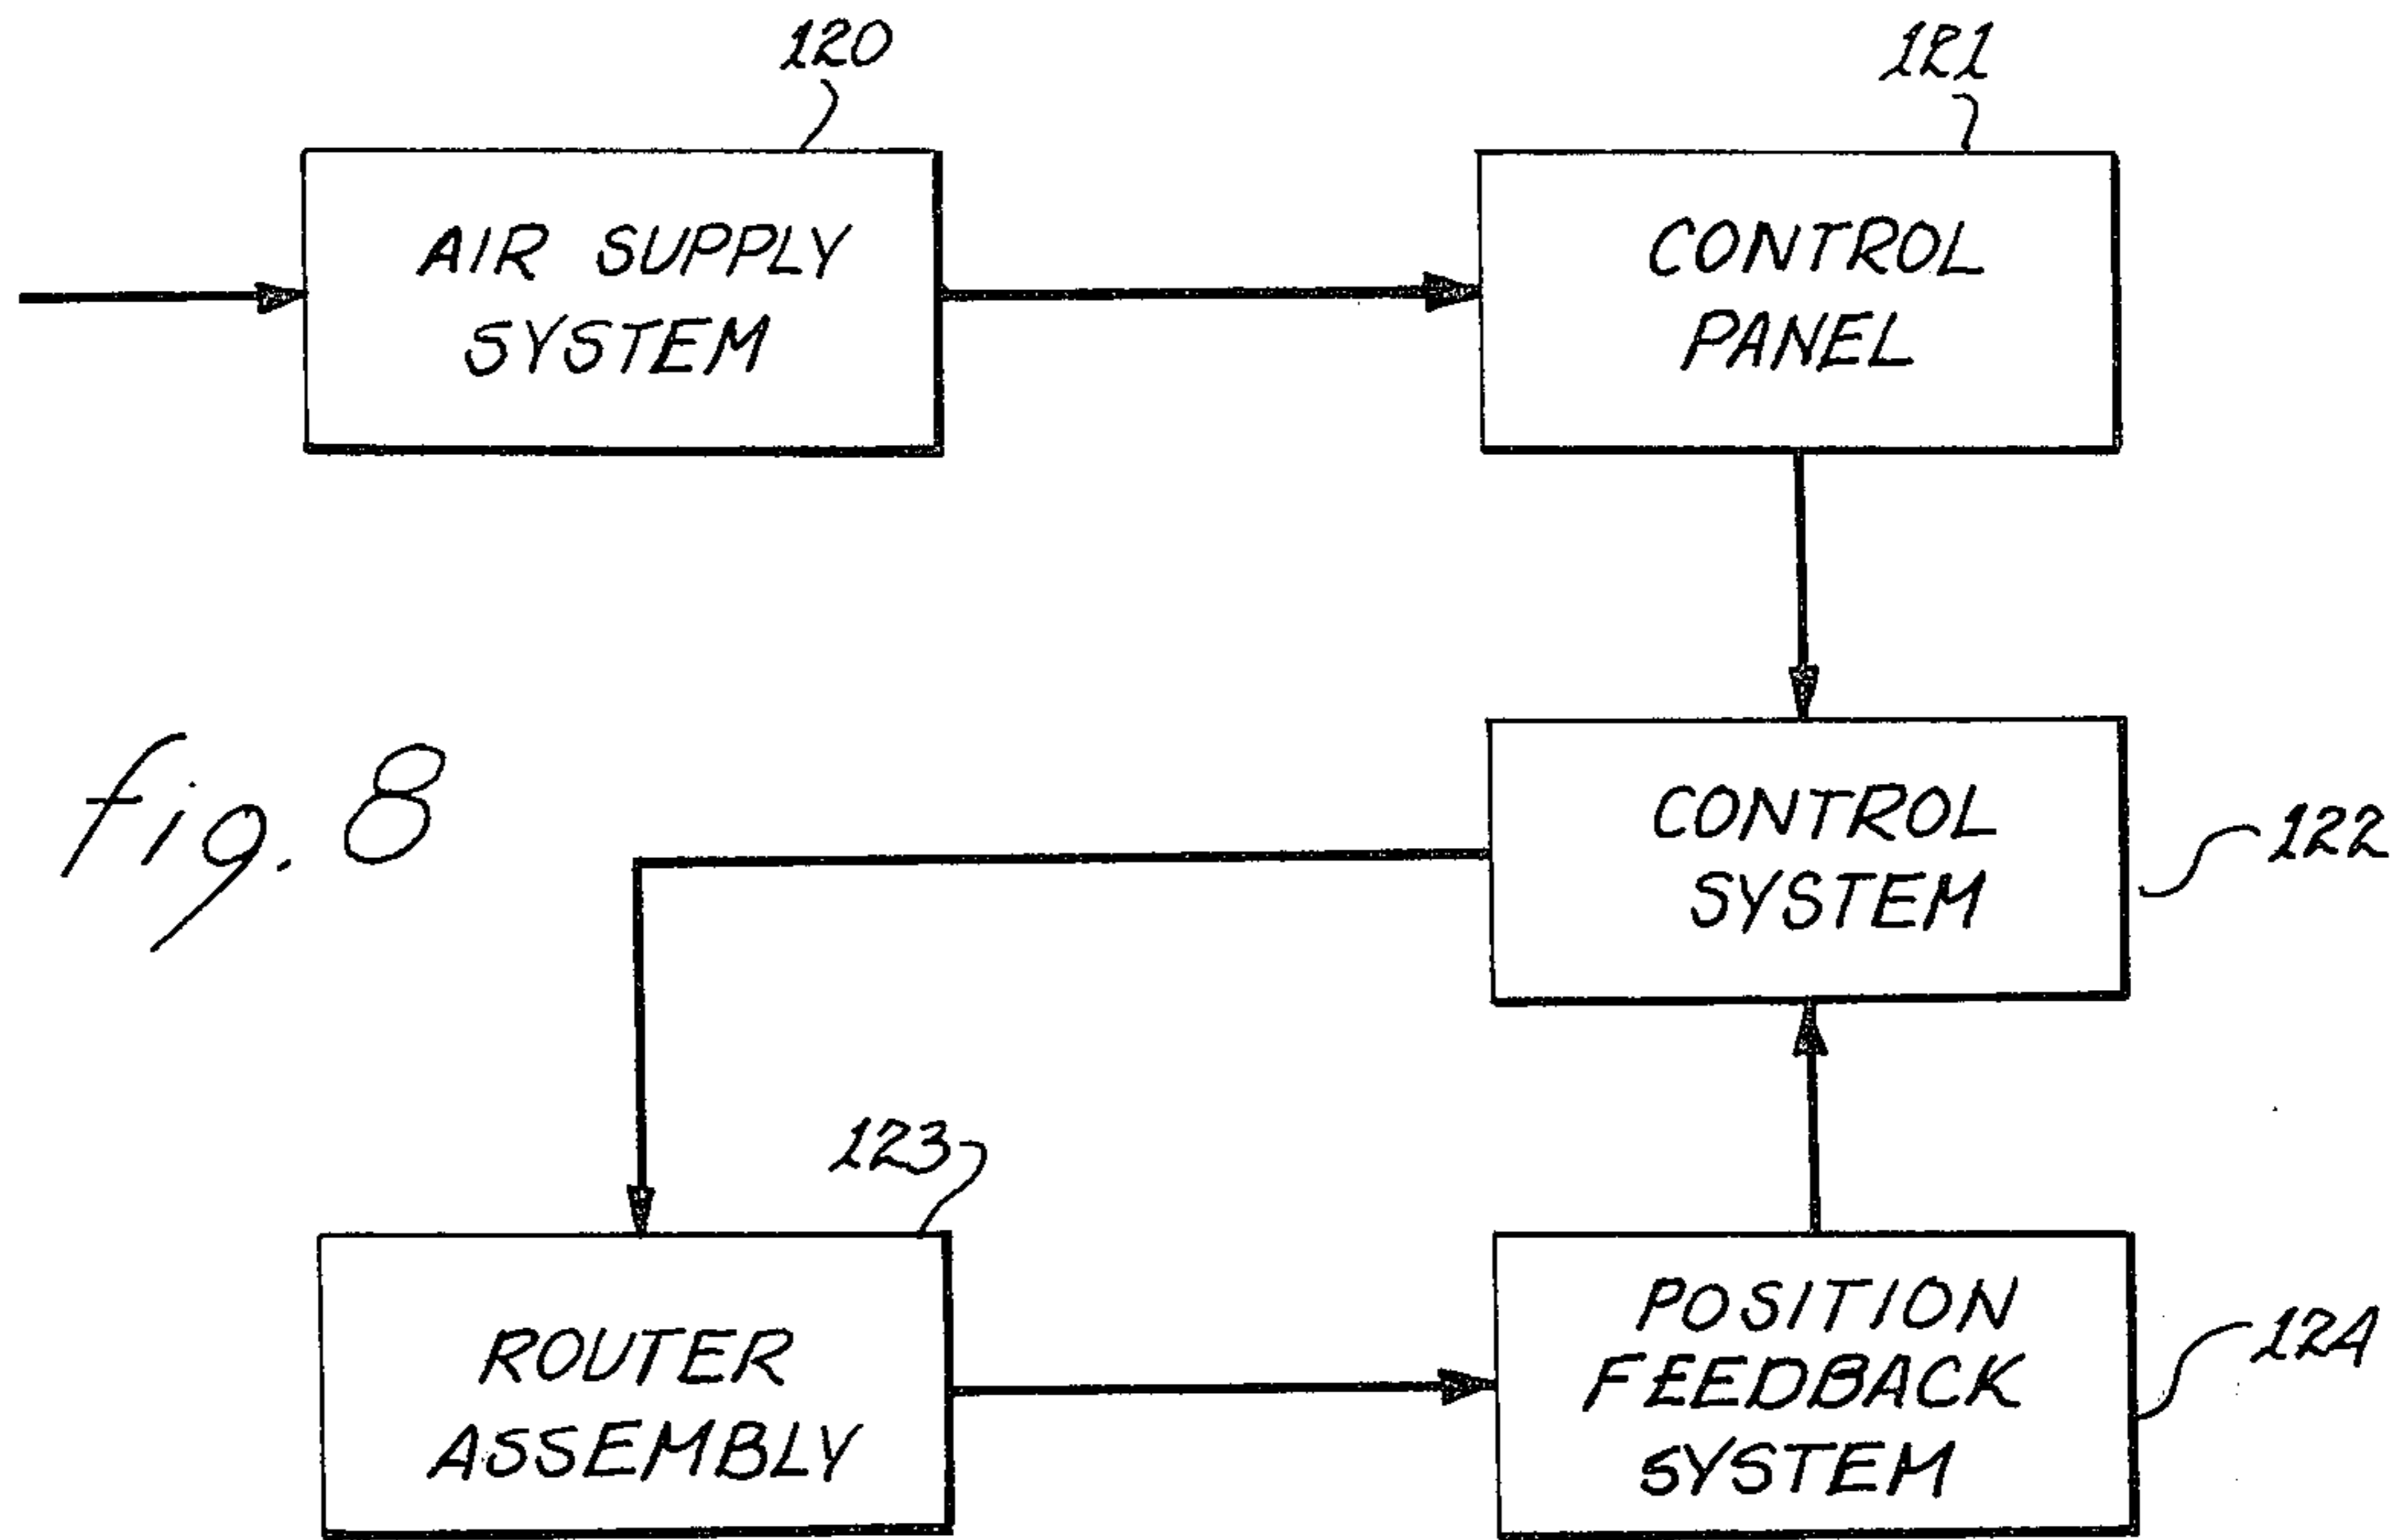 120
121
AIR SUPPLY
SYSTEM
CONTROL
PANEL
fig. 8
CONTROL
SYSTEM
122
123
ROUTER
ASSEMBLY
POSITION
FEEDBACK
SYSTEM
124